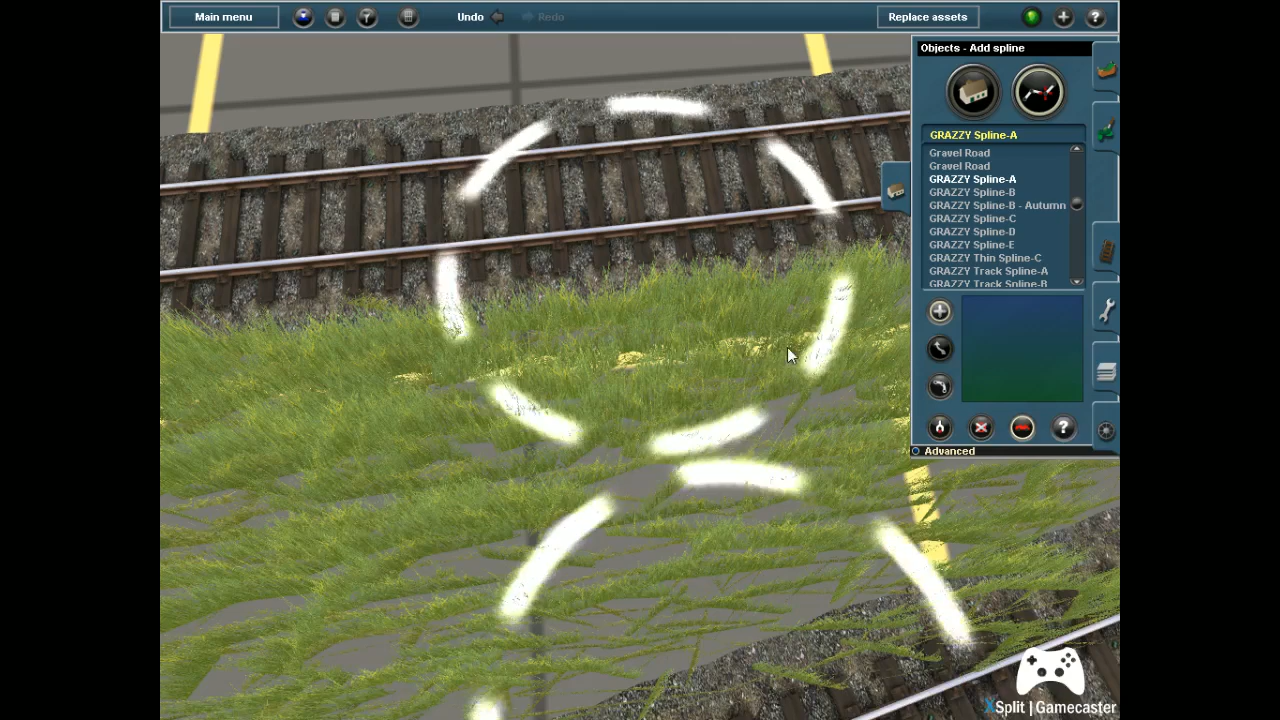 Main menu
Undo
Redo
Replace assets
?
Objects - Add spline
GRAZZY Spline-A
Gravel Road
Gravel Road
GRAZZY Spline-A
GRAZZY Spline-B
GRAZZY Spline-B - Autumn
GRAZZY Spline-C
GRAZZY Spline-D
GRAZZY Spline-E
GRAZZY Thin Spline-C
GRAZZY Track Spline-A
GRAZZY Track Spline-B
?
Advanced
XSplit | Gamecaster